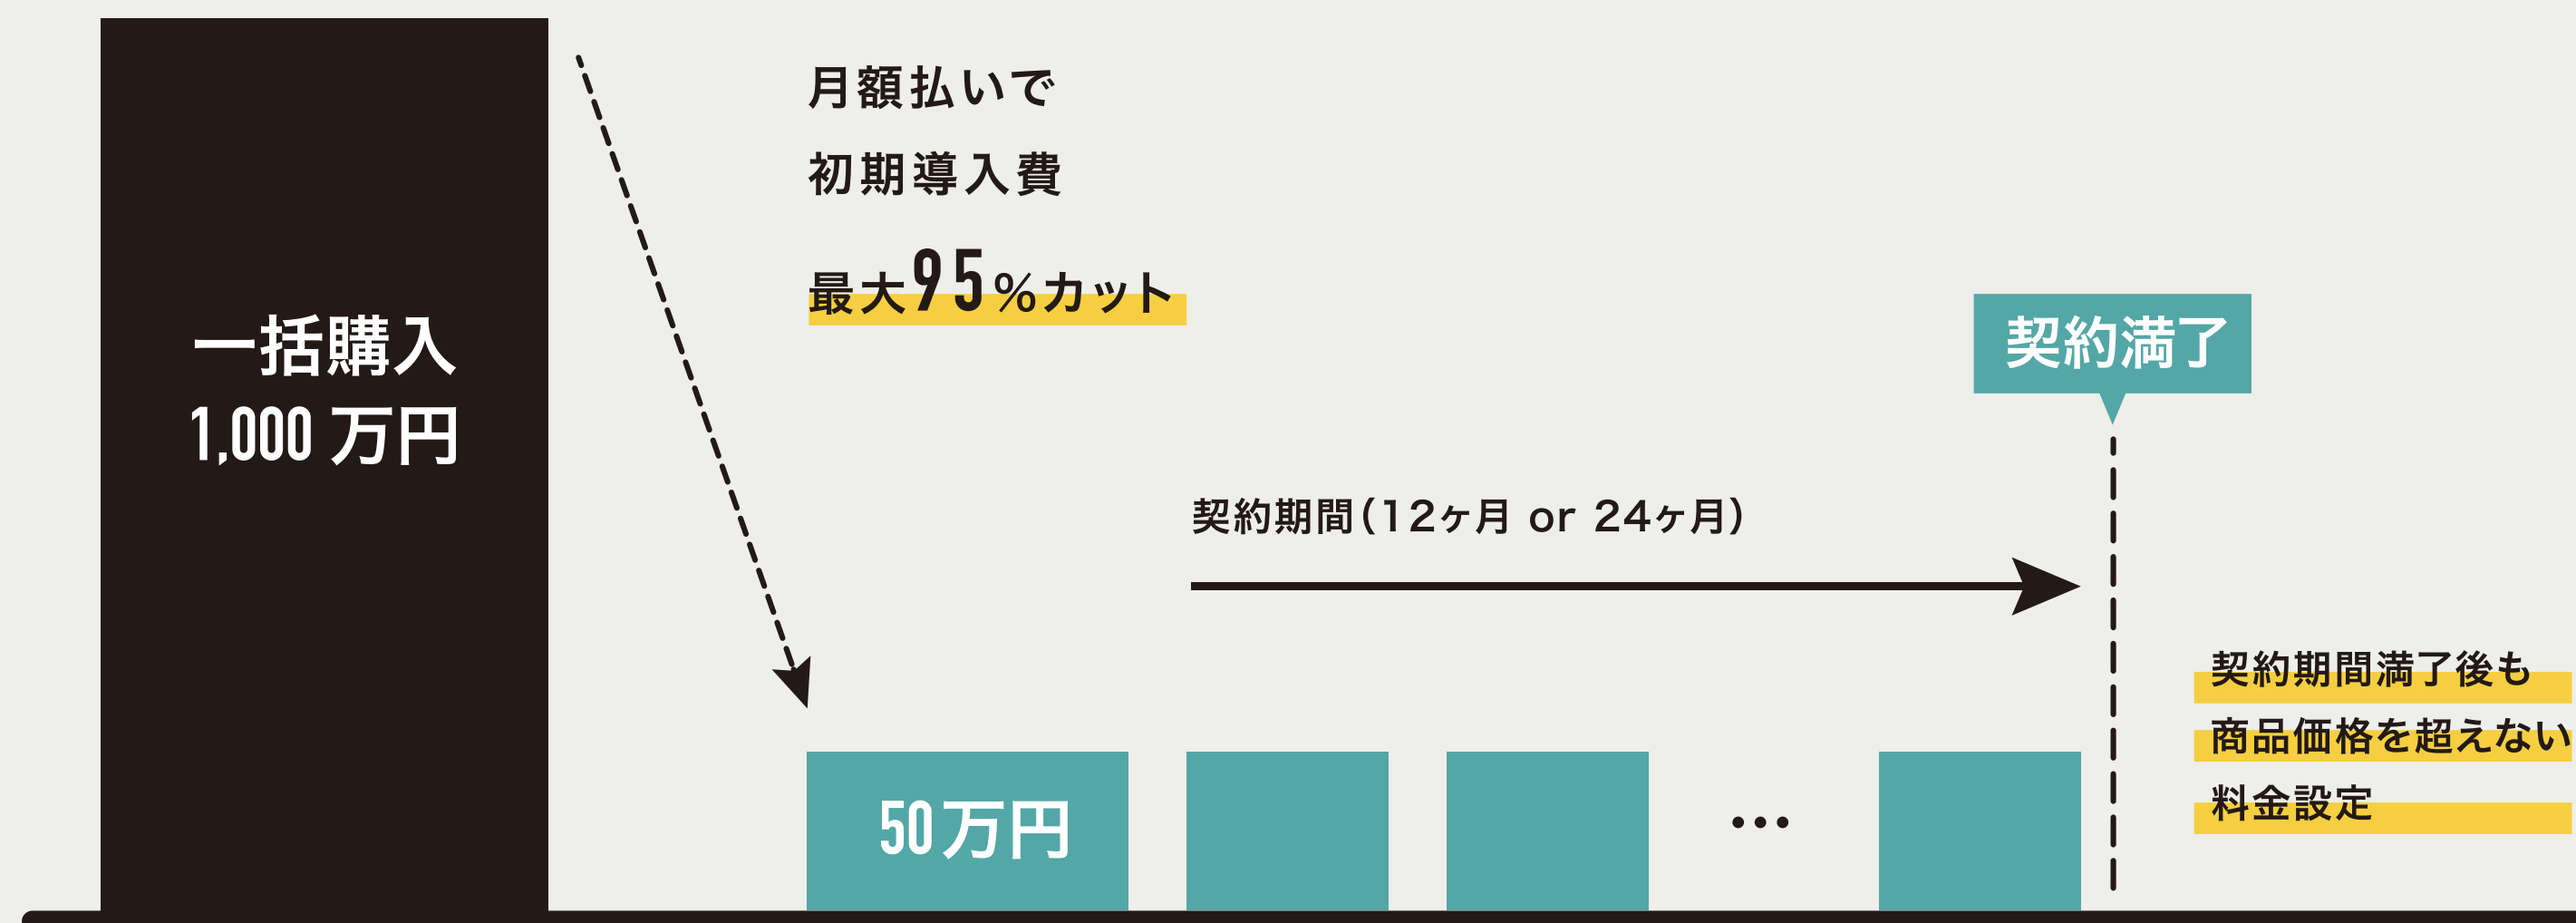 一括購入
1,000 万円
月額払いで
初期導入費
最大95%カット
契約期間(12ヶ月 or 24ヶ月)
契約満了
50万円
…
契約期間満了後も
商品価格を超えない
料金設定